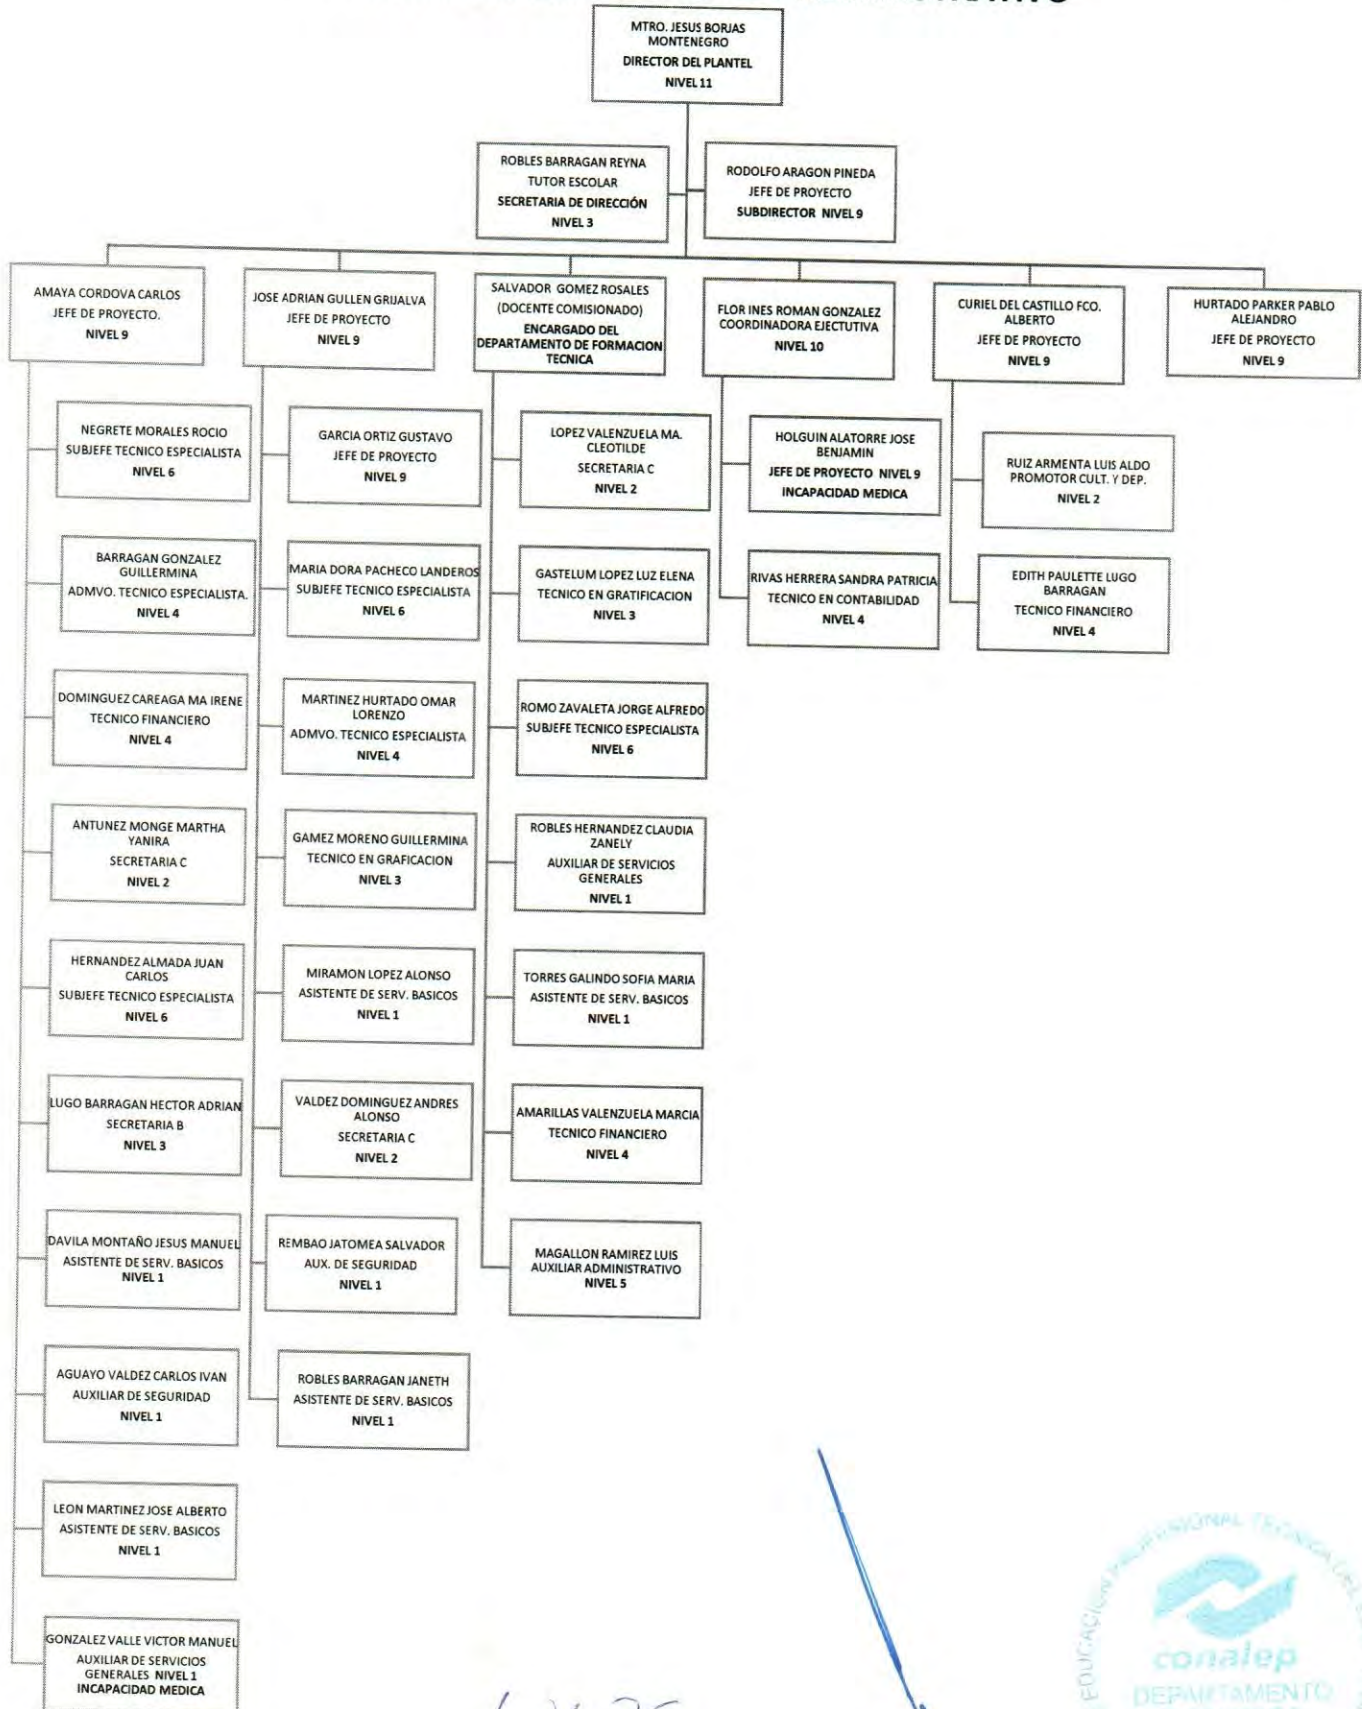 MTRO. JESUS BORJAS
MONTENEGRO
DIRECTOR DEL PLANTEL
NIVEL 11
ROBLES BARRAGAN REYNA
TUTOR ESCOLAR
SECRETARIA DE DIRECCIÓN
NIVEL 3
RODOLFO ARAGON PINEDA
JEFE DE PROYECTO
SUBDIRECTOR NIVEL 9
AMAYA CORDOVA CARLOS
JEFE DE PROYECTO.
NIVEL 9
JOSE ADRIAN GULLEN GRIJALVA
JEFE DE PROYECTO
NIVEL 9
SALVADOR GOMEZ ROSALES
(DOCENTE COMISIONADO)
ENCARGADO DEL
DEPARTAMENTO DE FORMACION
TECNICA
FLOR INES ROMAN GONZALEZ
COORDINADORA EJECTUTIVA
NIVEL 10
CURIEL DEL CASTILLO FCO.
ALBERTO
JEFE DE PROYECTO
NIVEL 9
HURTADO PARKER PABLO
ALEJANDRO
JEFE DE PROYECTO
NIVEL 9
NEGRETE MORALES ROCIO
SUBJEFE TECNICO ESPECIALISTA
NIVEL 6
GARCIA ORTIZ GUSTAVO
JEFE DE PROYECTO
NIVEL 9
LOPEZ VALENZUELA MA.
CLEOTILDE
SECRETARIA C
NIVEL 2
HOLGUIN ALATORRE JOSE
BENJAMIN
JEFE DE PROYECTO NIVEL 9
INCAPACIDAD MEDICA
RUIZ ARMENTA LUIS ALDO
PROMOTOR CULT. Y DEP.
NIVEL 2
BARRAGAN GONZALEZ
GUILLERMINA
ADMVO. TECNICO ESPECIALISTA.
NIVEL 4
MARIA DORA PACHECO LANDEROS
SUBJEFE TECNICO ESPECIALISTA
NIVEL 6
GASTELUM LOPEZ LUZ ELENA
TECNICO EN GRATIFICACION
NIVEL 3
RIVAS HERRERA SANDRA PATRICIA
TECNICO EN CONTABILIDAD
NIVEL 4
EDITH PAULETTE LUGO
BARRAGAN
TECNICO FINANCIERO
NIVEL 4
DOMINGUEZ CAREAGA MA IRENE
TECNICO FINANCIERO
NIVEL 4
MARTINEZ HURTADO OMAR
LORENZO
ADMVO. TECNICO ESPECIALISTA
NIVEL 4
ROMO ZAVALETA JORGE ALFREDO
SUBJEFE TECNICO ESPECIALISTA
NIVEL 6
ANTUNEZ MONGE MARTHA
YANIRA
SECRETARIA C
NIVEL 2
GAMEZ MORENO GUILLERMINA
TECNICO EN GRAFICACION
NIVEL 3
ROBLES HERNANDEZ CLAUDIA
ZANELY
AUXILIAR DE SERVICIOS
GENERALES
NIVEL 1
HERNANDEZ ALMADA JUAN
CARLOS
SUBJEFE TECNICO ESPECIALISTA
NIVEL 6
MIRAMON LOPEZ ALONSO
ASISTENTE DE SERV. BASICOS
NIVEL 1
TORRES GALINDO SOFIA MARIA
ASISTENTE DE SERV. BASICOS
NIVEL 1
LUGO BARRAGAN HECTOR ADRIAN
SECRETARIA B
NIVEL 3
VALDEZ DOMINGUEZ ANDRES
ALONSO
SECRETARIA C
NIVEL 2
AMARILLAS VALENZUELA MARCIA
TECNICO FINANCIERO
NIVEL 4
DAVILA MONTAÑO JESUS MANUEL
ASISTENTE DE SERV. BASICOS
NIVEL 1
REMBAO JATOMEA SALVADOR
AUX. DE SEGURIDAD
NIVEL 1
MAGALLON RAMIREZ LUIS
AUXILIAR ADMINISTRATIVO
NIVEL 5
AGUAYO VALDEZ CARLOS IVAN
AUXILIAR DE SEGURIDAD
NIVEL 1
ROBLES BARRAGAN JANETH
ASISTENTE DE SERV. BASICOS
NIVEL 1
LEON MARTINEZ JOSE ALBERTO
ASISTENTE DE SERV. BASICOS
NIVEL 1
GONZALEZ VALLE VICTOR MANUEL
AUXILIAR DE SERVICIOS
GENERALES NIVEL 1
INCAPACIDAD MEDICA
EDUCACION PROFESIONAL TECNICA DEL
conalep
DEPARTAMENTO